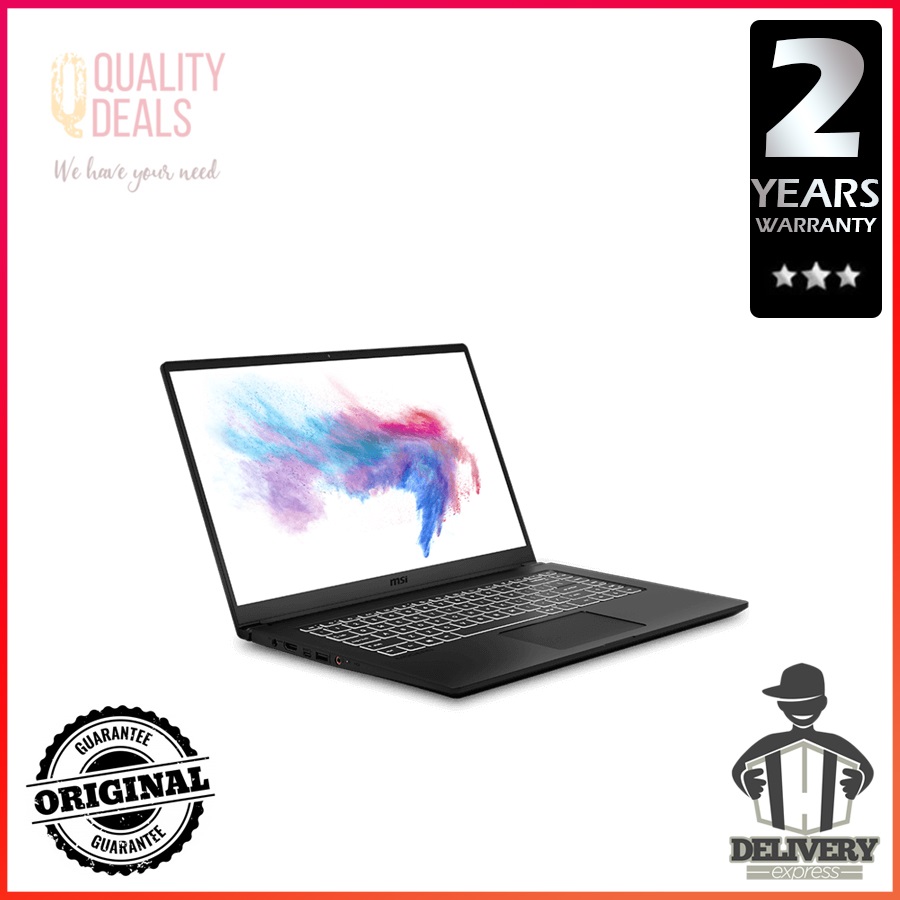 QUALITY
DEALS
We have your need
2
YEARS
WARRANTY
msi
GUARANTEE
ORIGINAL
GUARANTEE
DELIVERY
express